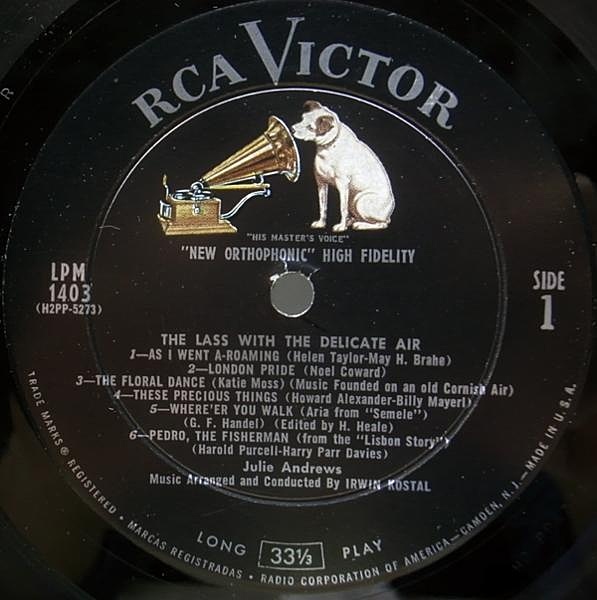 RCA VICTOR
"HIS MASTER'S VOICE"
"NEW ORTHOPHONIC" HIGH FIDELITY
LPM
1403
(H2PP-5273)
SIDE
1
THE LASS WITH THE DELICATE AIR
1—AS I WENT A-ROAMING (Helen Taylor-May H. Brahe)
2—LONDON PRIDE (Noel Coward)
3—THE FLORAL DANCE (Katie Moss) (Music Founded on an old Cornish Air)
4—THESE PRECIOUS THINGS (Howard Alexander-Billy Mayerl)
5—WHERE'ER YOU WALK (Aria from "Semele")
(G. F. Handel) (Edited by H. Heale)
6—PEDRO, THE FISHERMAN (from the "Lisbon Story")
(Harold Purcell-Harry Parr Davies)
Julie Andrews
Music Arranged and Conducted By IRWIN KOSTAL
LONG 33⅓ PLAY
TRADE MARKS ® REGISTERED • MARCAS REGISTRADAS • RADIO CORPORATION OF AMERICA—CAMDEN, N. J.—MADE IN U.S.A.